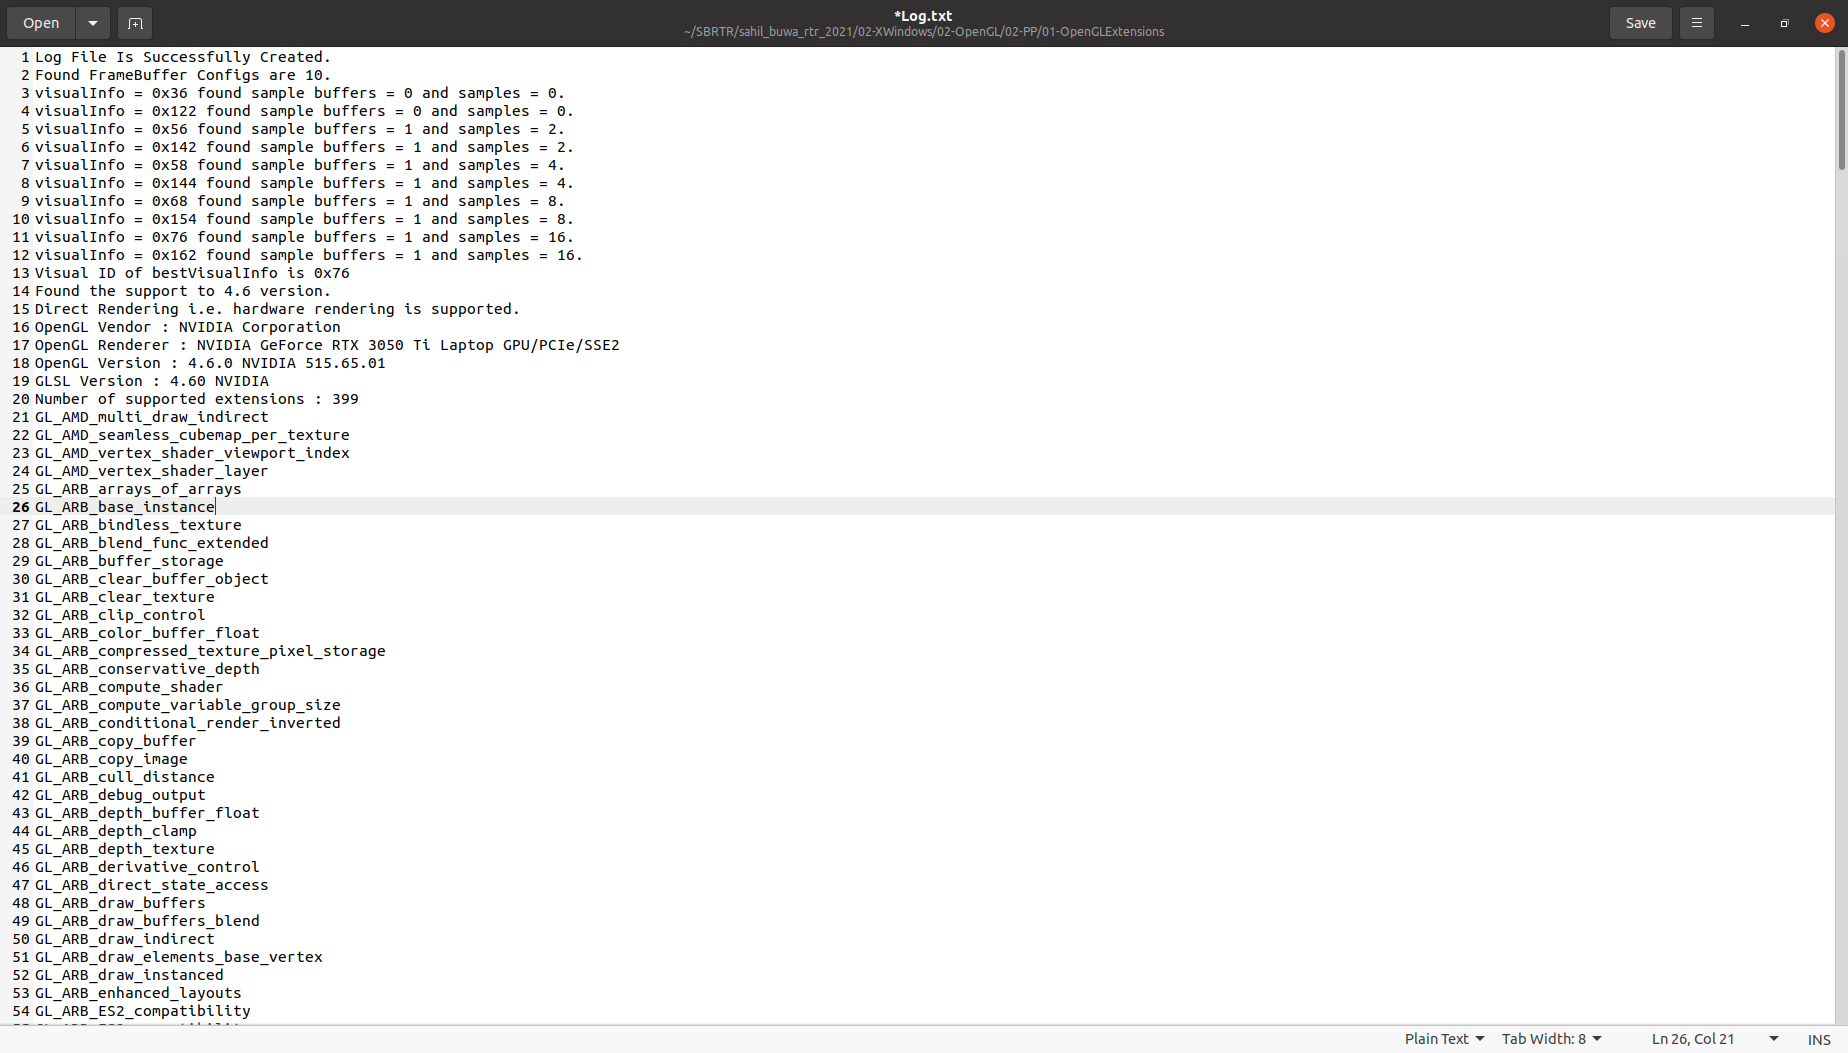 Open
*Log.txt
~/SBRTR/sahil_buwa_rtr_2021/02-XWindows/02-OpenGL/02-PP/01-OpenGLExtensions
Save
1 Log File Is Successfully Created.
2 Found FrameBuffer Configs are 10.
3 visualInfo = 0x36 found sample buffers = 0 and samples = 0.
4 visualInfo = 0x122 found sample buffers = 0 and samples = 0.
5 visualInfo = 0x56 found sample buffers = 1 and samples = 2.
6 visualInfo = 0x142 found sample buffers = 1 and samples = 2.
7 visualInfo = 0x58 found sample buffers = 1 and samples = 4.
8 visualInfo = 0x144 found sample buffers = 1 and samples = 4.
9 visualInfo = 0x68 found sample buffers = 1 and samples = 8.
10 visualInfo = 0x154 found sample buffers = 1 and samples = 8.
11 visualInfo = 0x76 found sample buffers = 1 and samples = 16.
12 visualInfo = 0x162 found sample buffers = 1 and samples = 16.
13 Visual ID of bestVisualInfo is 0x76
14 Found the support to 4.6 version.
15 Direct Rendering i.e. hardware rendering is supported.
16 OpenGL Vendor : NVIDIA Corporation
17 OpenGL Renderer : NVIDIA GeForce RTX 3050 Ti Laptop GPU/PCIe/SSE2
18 OpenGL Version : 4.6.0 NVIDIA 515.65.01
19 GLSL Version : 4.60 NVIDIA
20 Number of supported extensions : 399
21 GL_AMD_multi_draw_indirect
22 GL_AMD_seamless_cubemap_per_texture
23 GL_AMD_vertex_shader_viewport_index
24 GL_AMD_vertex_shader_layer
25 GL_ARB_arrays_of_arrays
26 GL_ARB_base_instance
27 GL_ARB_bindless_texture
28 GL_ARB_blend_func_extended
29 GL_ARB_buffer_storage
30 GL_ARB_clear_buffer_object
31 GL_ARB_clear_texture
32 GL_ARB_clip_control
33 GL_ARB_color_buffer_float
34 GL_ARB_compressed_texture_pixel_storage
35 GL_ARB_conservative_depth
36 GL_ARB_compute_shader
37 GL_ARB_compute_variable_group_size
38 GL_ARB_conditional_render_inverted
39 GL_ARB_copy_buffer
40 GL_ARB_copy_image
41 GL_ARB_cull_distance
42 GL_ARB_debug_output
43 GL_ARB_depth_buffer_float
44 GL_ARB_depth_clamp
45 GL_ARB_depth_texture
46 GL_ARB_derivative_control
47 GL_ARB_direct_state_access
48 GL_ARB_draw_buffers
49 GL_ARB_draw_buffers_blend
50 GL_ARB_draw_indirect
51 GL_ARB_draw_elements_base_vertex
52 GL_ARB_draw_instanced
53 GL_ARB_enhanced_layouts
54 GL_ARB_ES2_compatibility
Plain Text Tab Width: 8 Ln 26, Col 21 INS